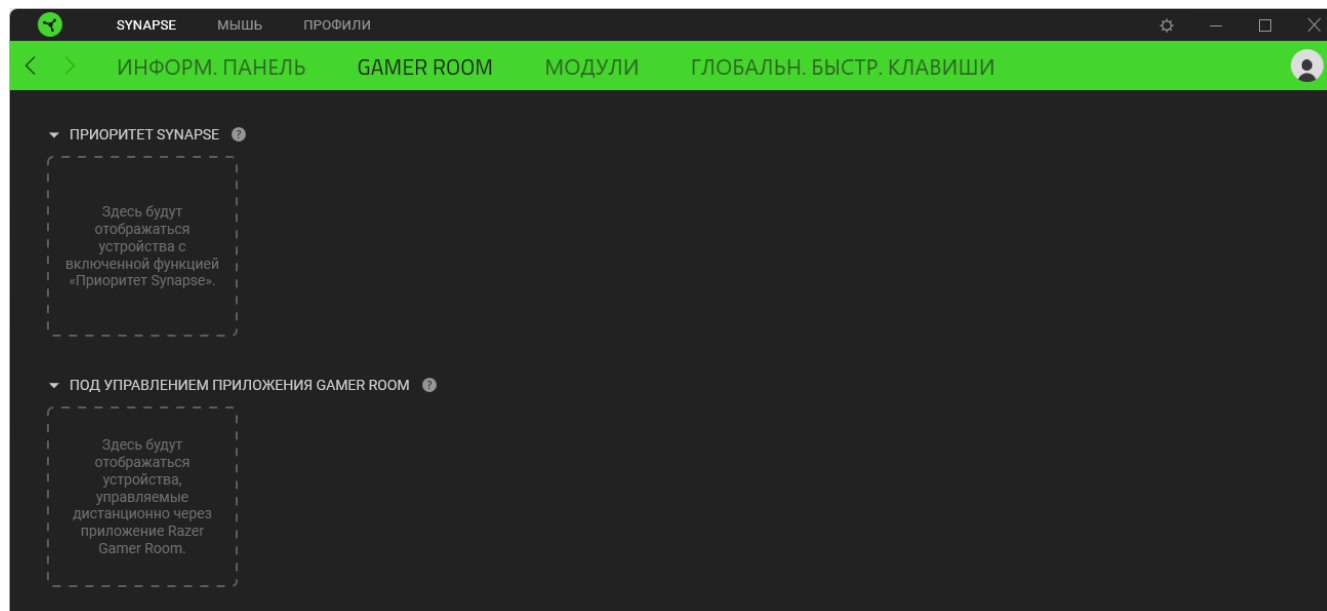 SYNAPSE МЫШЬ ПРОФИЛИ
ИНФОРМ. ПАНЕЛЬ GAMER ROOM МОДУЛИ ГЛОБАЛЬН. БЫСТР. КЛАВИШИ
ПРИОРИТЕТ SYNAPSE ?
Здесь будут
отображаться
устройства с
включенной функцией
«Приоритет Synapse».
ПОД УПРАВЛЕНИЕМ ПРИЛОЖЕНИЯ GAMER ROOM ?
Здесь будут
отображаться
устройства,
управляемые
дистанционно через
приложение Razer
Gamer Room.